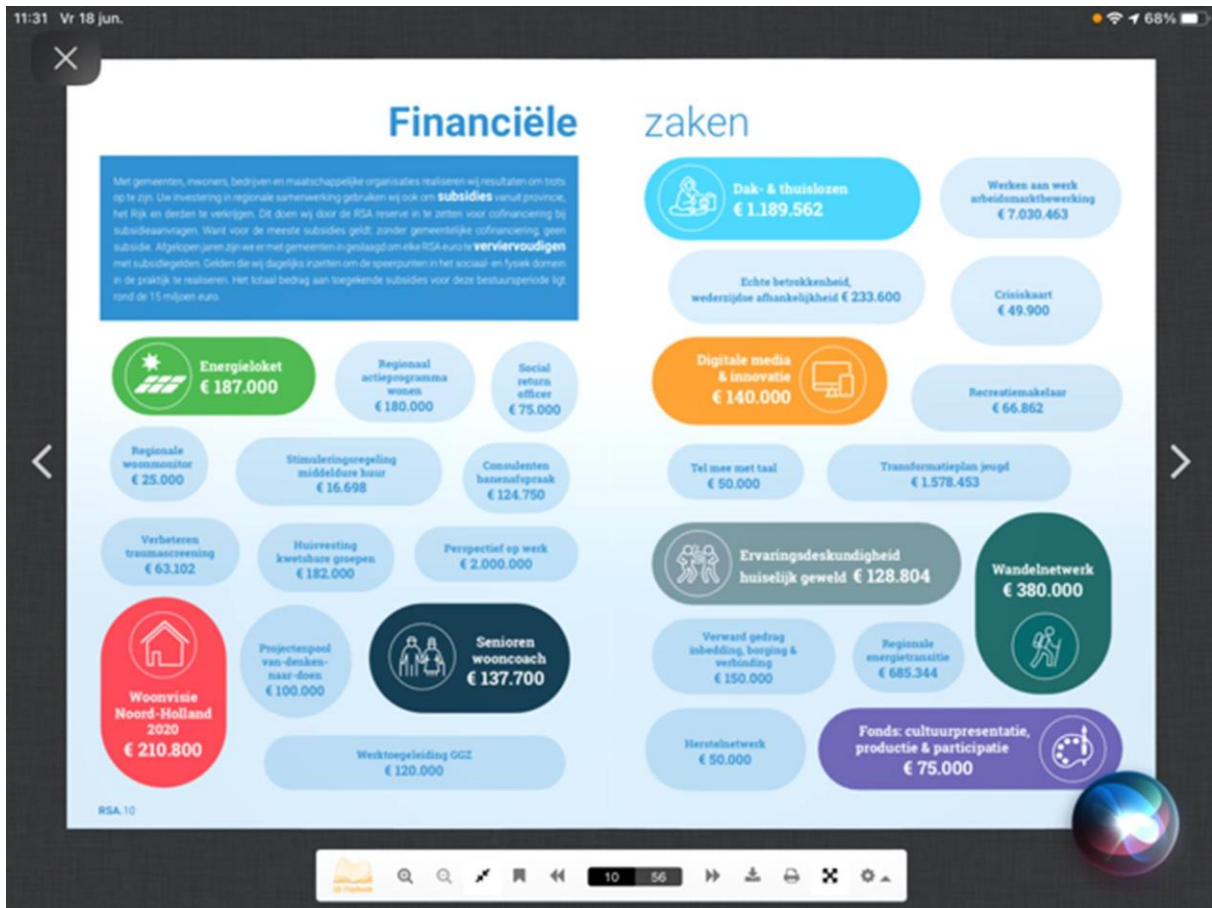 11:31 Vr 18 jun.
68%
Financiële zaken
Met gemeenten, inwoners, bedrijven en maatschappelijke organisaties realiseren wij resultaten om trots
op te zijn. Uw investering in regionale samenwerking gebruiken wij ook om subsidies vanuit provincie,
het Rijk en derden te verkrijgen. Dit doen wij door de RSA reserve in te zetten voor cofinanciering bij
subsidieaanvragen. Want voor de meeste subsidies geldt: zonder gemeentelijke cofinanciering, geen
subsidie. Afgelopen jaren zijn we er met gemeenten in geslaagd om elke RSA euro te verviervoudigen
met subsidiegelden. Gelden die wij dagelijks inzetten om de speerpunten in het sociaal- en fysiek domein
in de praktijk te realiseren. Het totaal bedrag aan toegekende subsidies voor deze bestuursperiode ligt
rond de 15 miljoen euro.
Energieloket
€ 187.000
Regionaal
actieprogramma
wonen
€ 180.000
Social
return
officer
€ 75.000
Regionale
woonmonitor
€ 25.000
Stimuleringsregeling
middeldure huur
€ 16.698
Consulenten
banenafspraak
€ 124.750
Verbeteren
traumascreening
€ 63.102
Huisvesting
kwetsbare groepen
€ 182.000
Perspectief op werk
€ 2.000.000
Woonvisie
Noord-Holland
2020
€ 210.800
Projectenpool
van-denken-
naar-doen
€ 100.000
Senioren
wooncoach
€ 137.700
Werktoegeleiding GGZ
€ 120.000
RSA.10
Dak- & thuislozen
€ 1.189.562
Werken aan werk
arbeidsmarktbewerking
€ 7.030.463
Echte betrokkenheid,
wederzijdse afhankelijkheid € 233.600
Crisiskaart
€ 49.900
Digitale media
& innovatie
€ 140.000
Recreatiemakelaar
€ 66.862
Tel mee met taal
€ 50.000
Transformatieplan jeugd
€ 1.578.453
Ervaringsdeskundigheid
huiselijk geweld € 128.804
Wandelnetwerk
€ 380.000
Verward gedrag
inbedding, borging &
verbinding
€ 150.000
Regionale
energietransitie
€ 685.344
Herstelnetwerk
€ 50.000
Fonds: cultuurpresentatie,
productie & participatie
€ 75.000
10 56